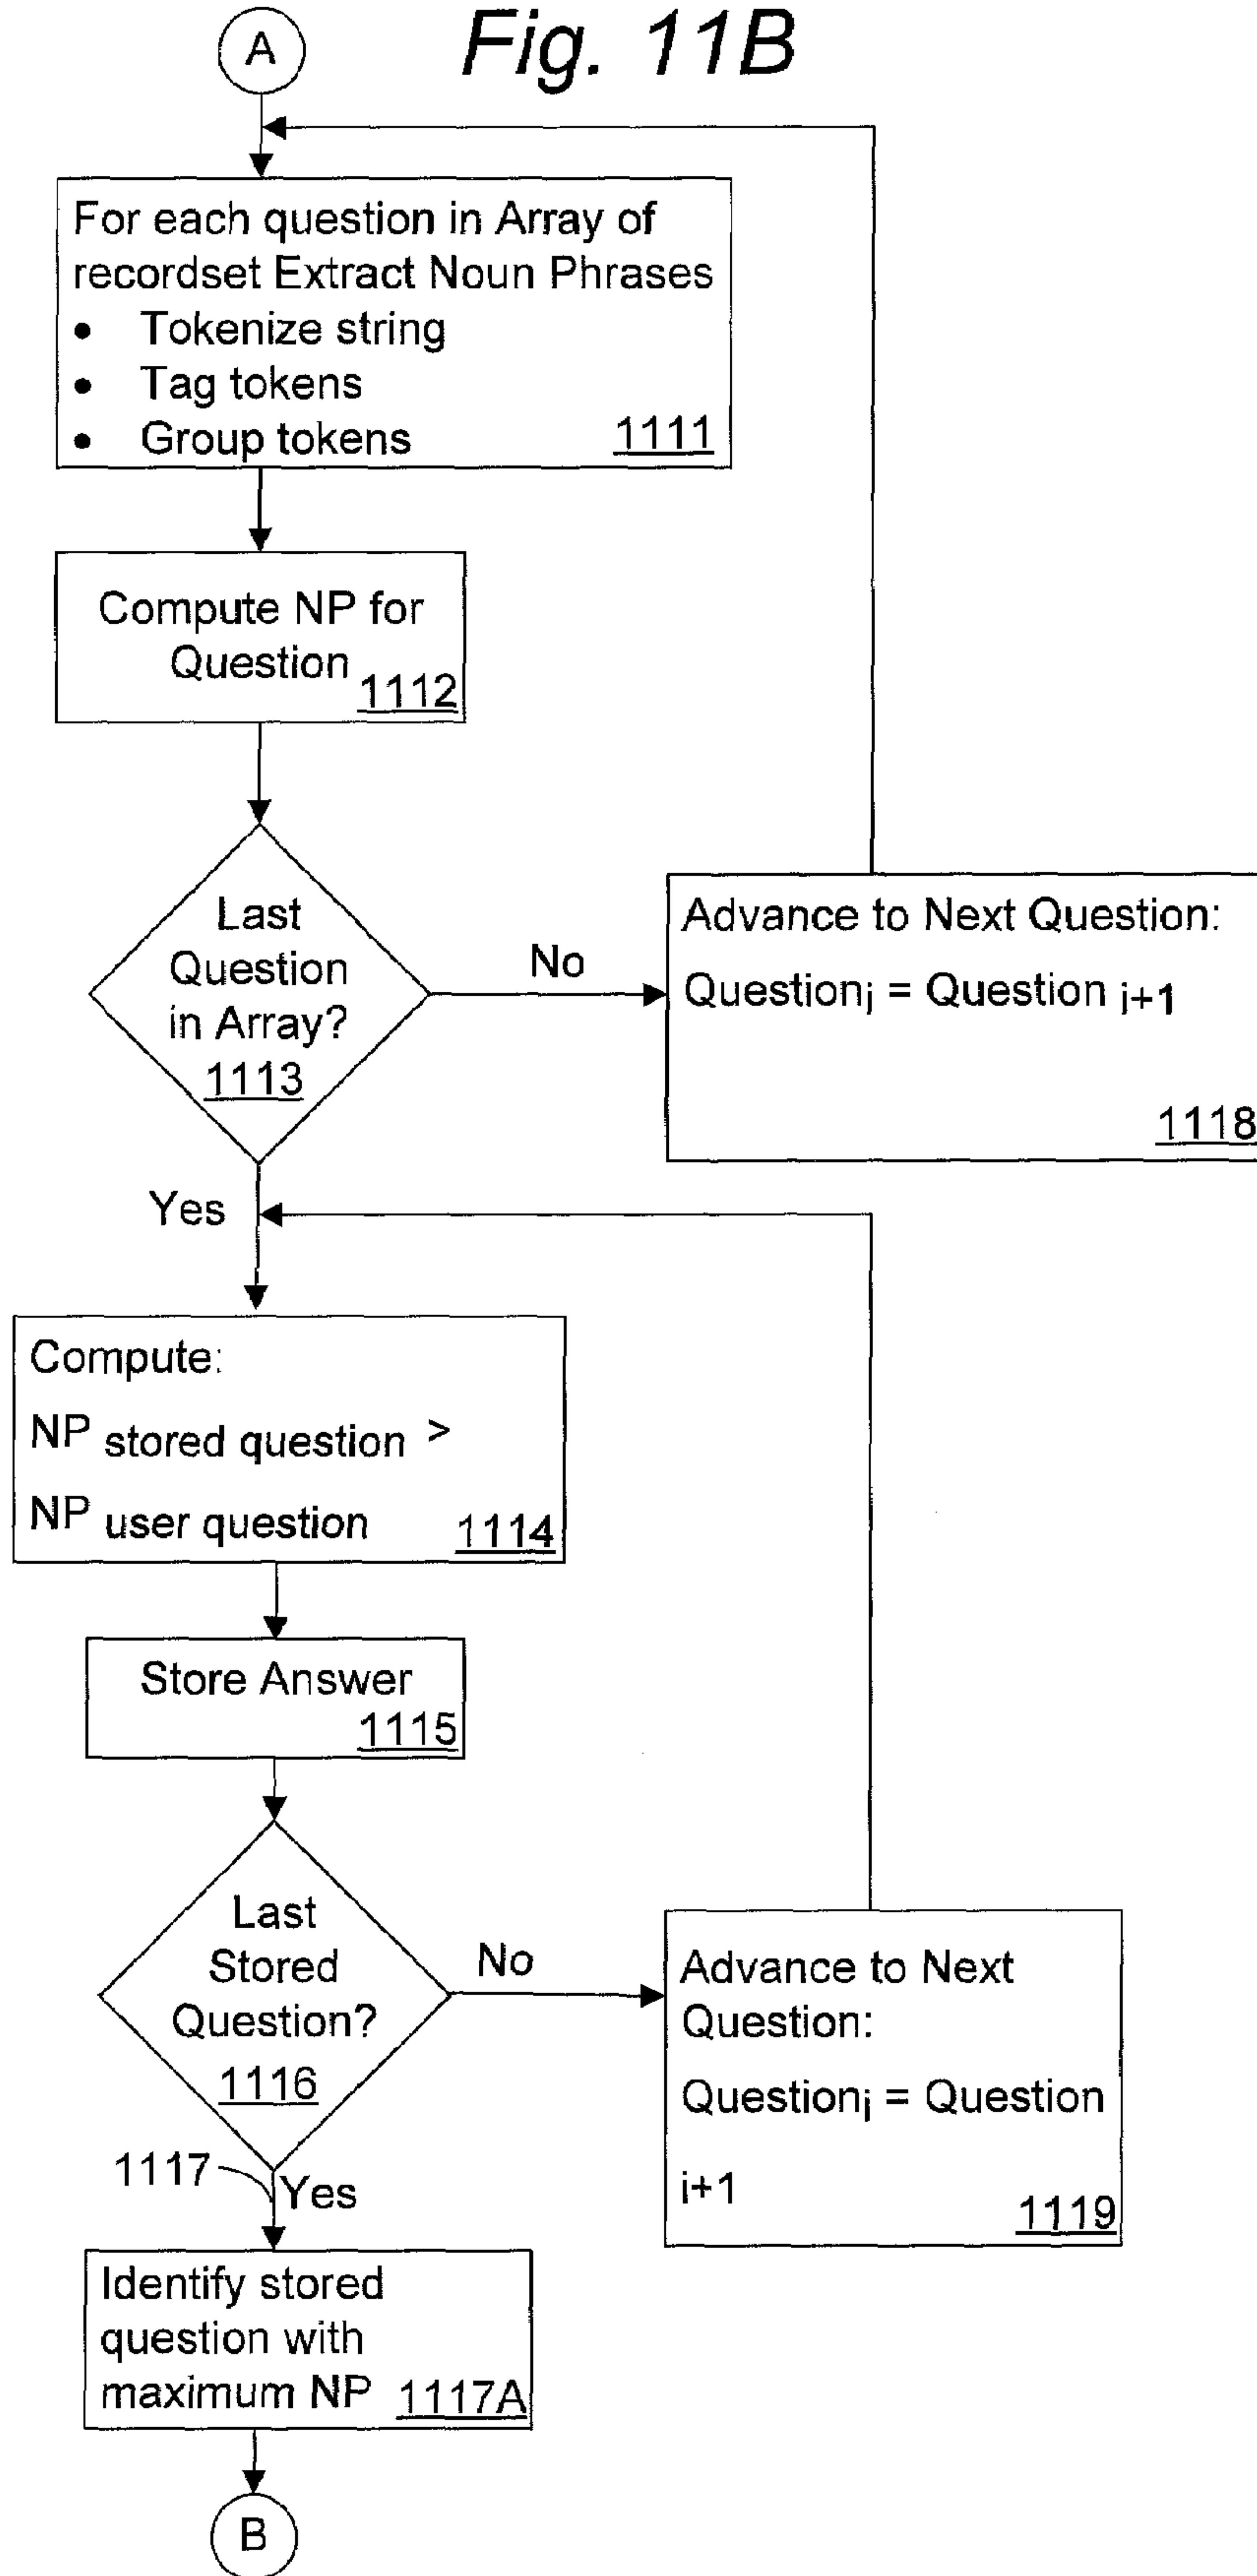 A
Fig. 11B
For each question in Array of
recordset Extract Noun Phrases
• Tokenize string
• Tag tokens
• Group tokens 1111
Compute NP for
Question 1112
Last
Question
in Array?
1113
No
Advance to Next Question:
Questionj = Question j+1
1118
Yes
Compute:
NP stored question >
NP user question 1114
Store Answer
1115
Last
Stored
Question?
1116
No
Advance to Next
Question:
Questionj = Question
i+1
1119
1117
Yes
Identify stored
question with
maximum NP 1117A
B